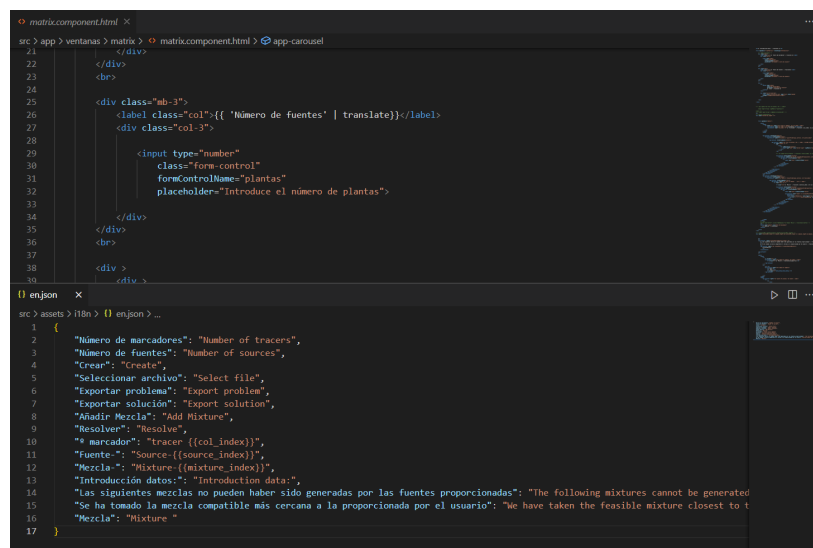 matrix.component.html ×
src > app > ventanas > matrix > matrix.component.html > app-carousel
21 </div>
22 </div>
23 <br>
24
25 <div class="mb-3">
26 <label class="col">{{ 'Número de fuentes' | translate}}</label>
27 <div class="col-3">
28
29 <input type="number"
30 class="form-control"
31 formControlName="plantas"
32 placeholder="Introduce el número de plantas">
33
34 </div>
35 </div>
36 <br>
37
38 <div >
39 <div >
{} en.json ×
src > assets > i18n > {} en.json > ...
1 {
2 "Número de marcadores": "Number of tracers",
3 "Número de fuentes": "Number of sources",
4 "Crear": "Create",
5 "Seleccionar archivo": "Select file",
6 "Exportar problema": "Export problem",
7 "Exportar solución": "Export solution",
8 "Añadir Mezcla": "Add Mixture",
9 "Resolver": "Resolve",
10 "º marcador": "tracer {{col_index}}",
11 "Fuente-": "Source-{{source_index}}",
12 "Mezcla-": "Mixture-{{mixture_index}}",
13 "Introducción datos:": "Introduction data:",
14 "Las siguientes mezclas no pueden haber sido generadas por las fuentes proporcionadas": "The following mixtures cannot be generated
15 "Se ha tomado la mezcla compatible más cercana a la proporcionada por el usuario": "We have taken the feasible mixture closest to t
16 "Mezcla": "Mixture "
17 }